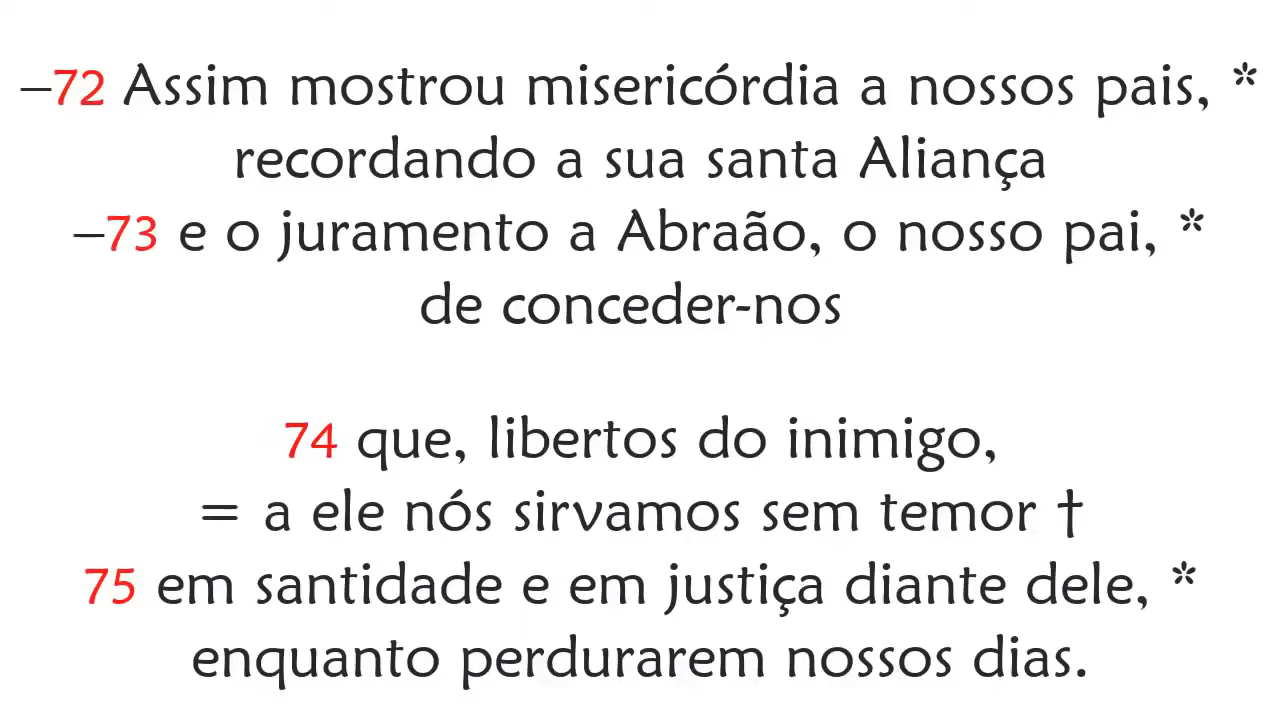 –72 Assim mostrou misericórdia a nossos pais, *
recordando a sua santa Aliança
–73 e o juramento a Abraão, o nosso pai, *
de conceder-nos
74 que, libertos do inimigo,
= a ele nós sirvamos sem temor †
75 em santidade e em justiça diante dele, *
enquanto perdurarem nossos dias.